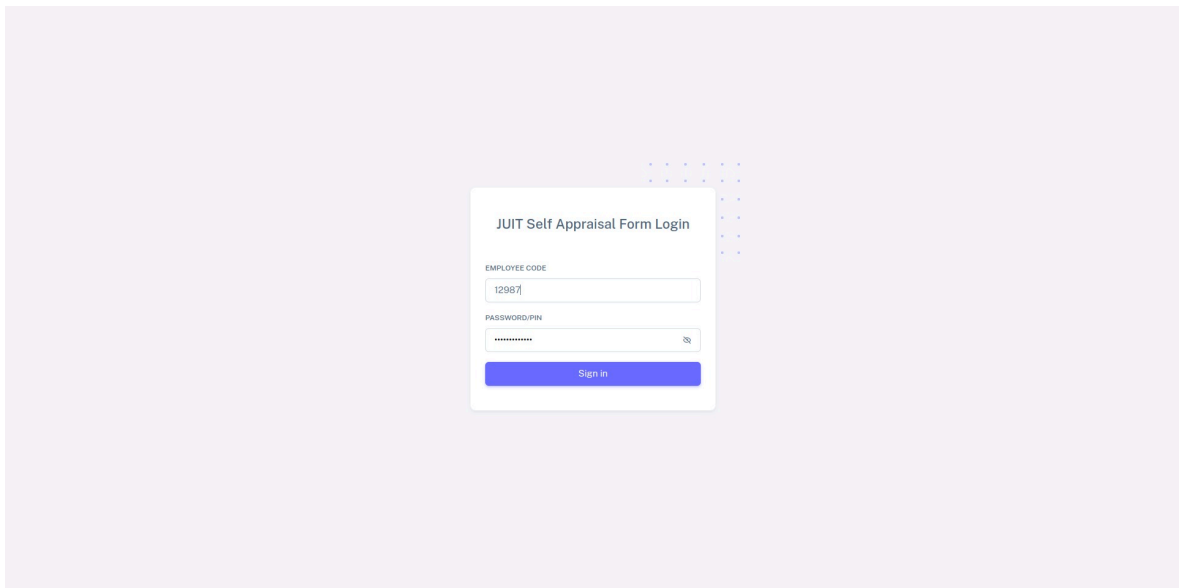 JUIT Self Appraisal Form Login
EMPLOYEE CODE
12987
PASSWORD/PIN
•••••••••••••
Sign in